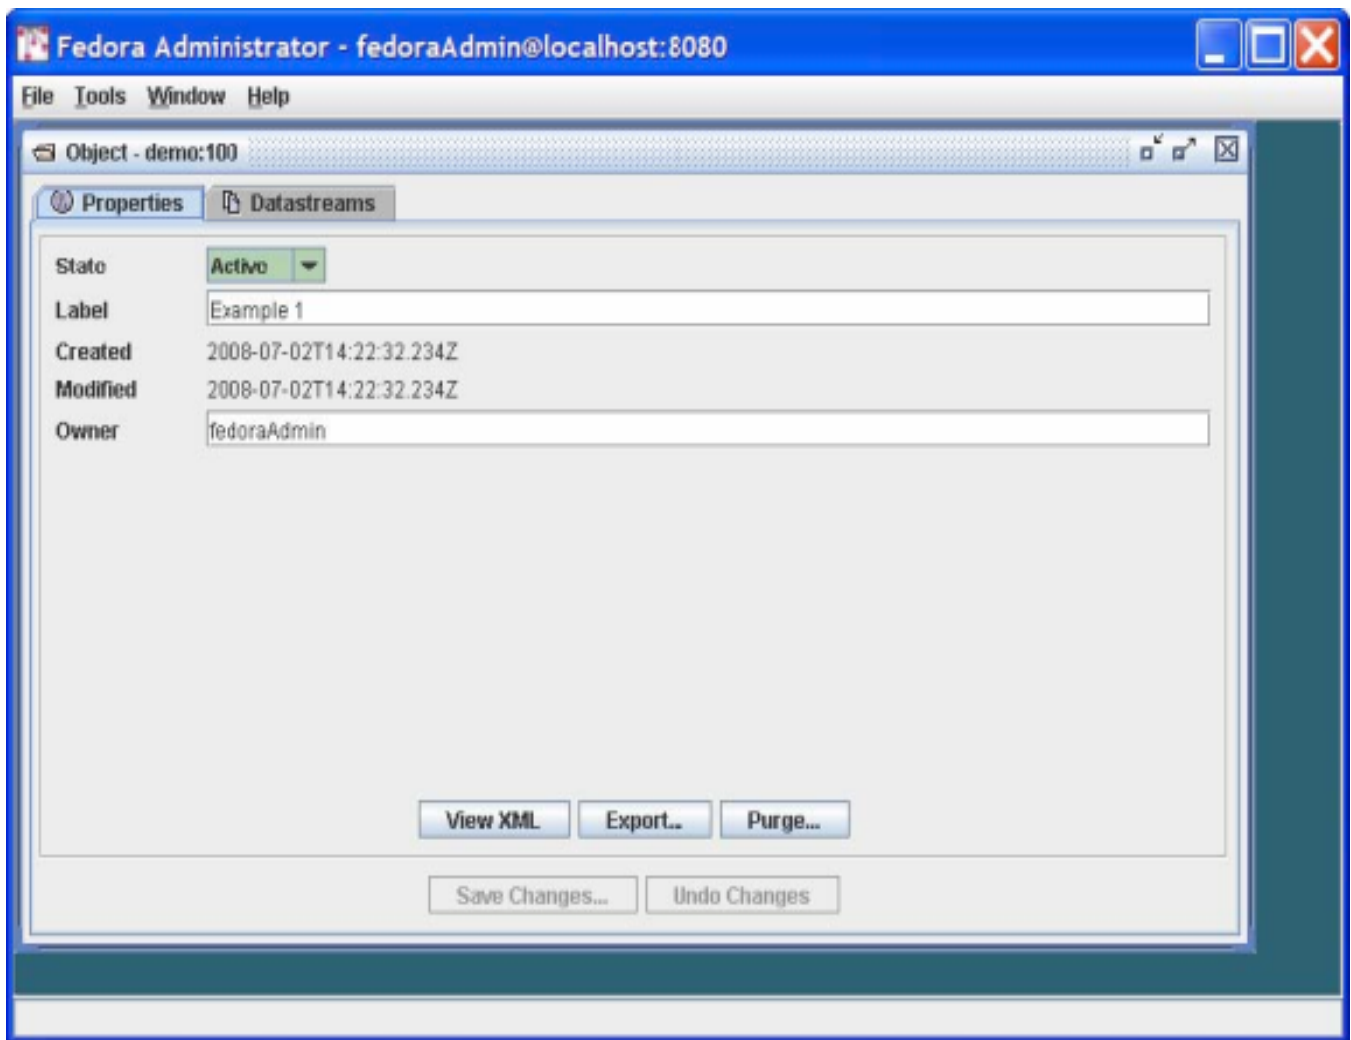 Fedora Administrator - fedoraAdmin@localhost:8080
File Tools Window Help
Object - demo:100
Properties Datastreams
State Active
Label Example 1
Created 2008-07-02T14:22:32.234Z
Modified 2008-07-02T14:22:32.234Z
Owner fedoraAdmin
View XML Export... Purge...
Save Changes... Undo Changes